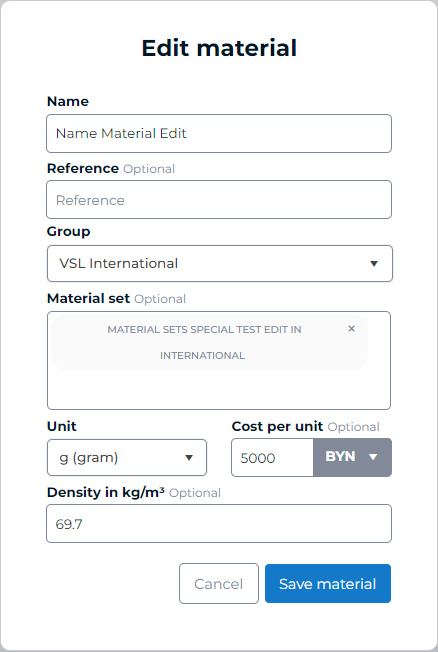 Edit material
Name
Name Material Edit
Reference Optional
Reference
Group
VSL International
Material set Optional
MATERIAL SETS SPECIAL TEST EDIT IN ×
INTERNATIONAL
Unit Cost per unit Optional
g (gram) 5000 BYN
Density in kg/m³ Optional
69.7
Cancel Save material